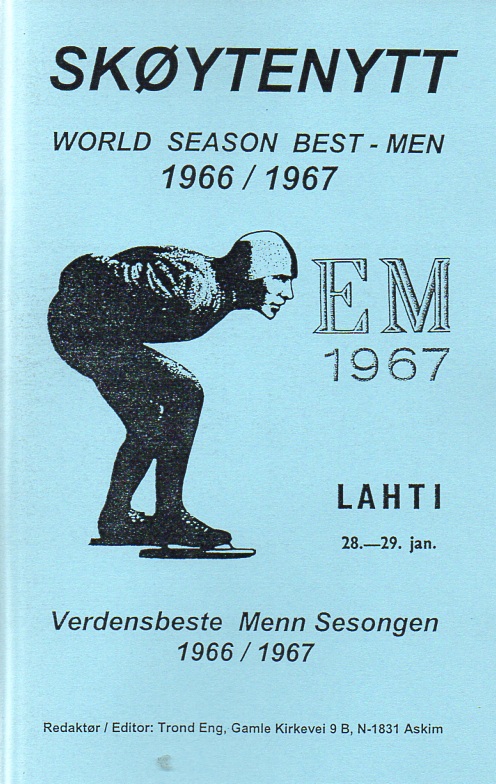 SKØYTENYTT
WORLD SEASON BEST - MEN
1966 / 1967
EM
1967
LAHTI
28.—29. jan.
Verdensbeste Menn Sesongen
1966 / 1967
Redaktør / Editor: Trond Eng, Gamle Kirkevei 9 B, N-1831 Askim